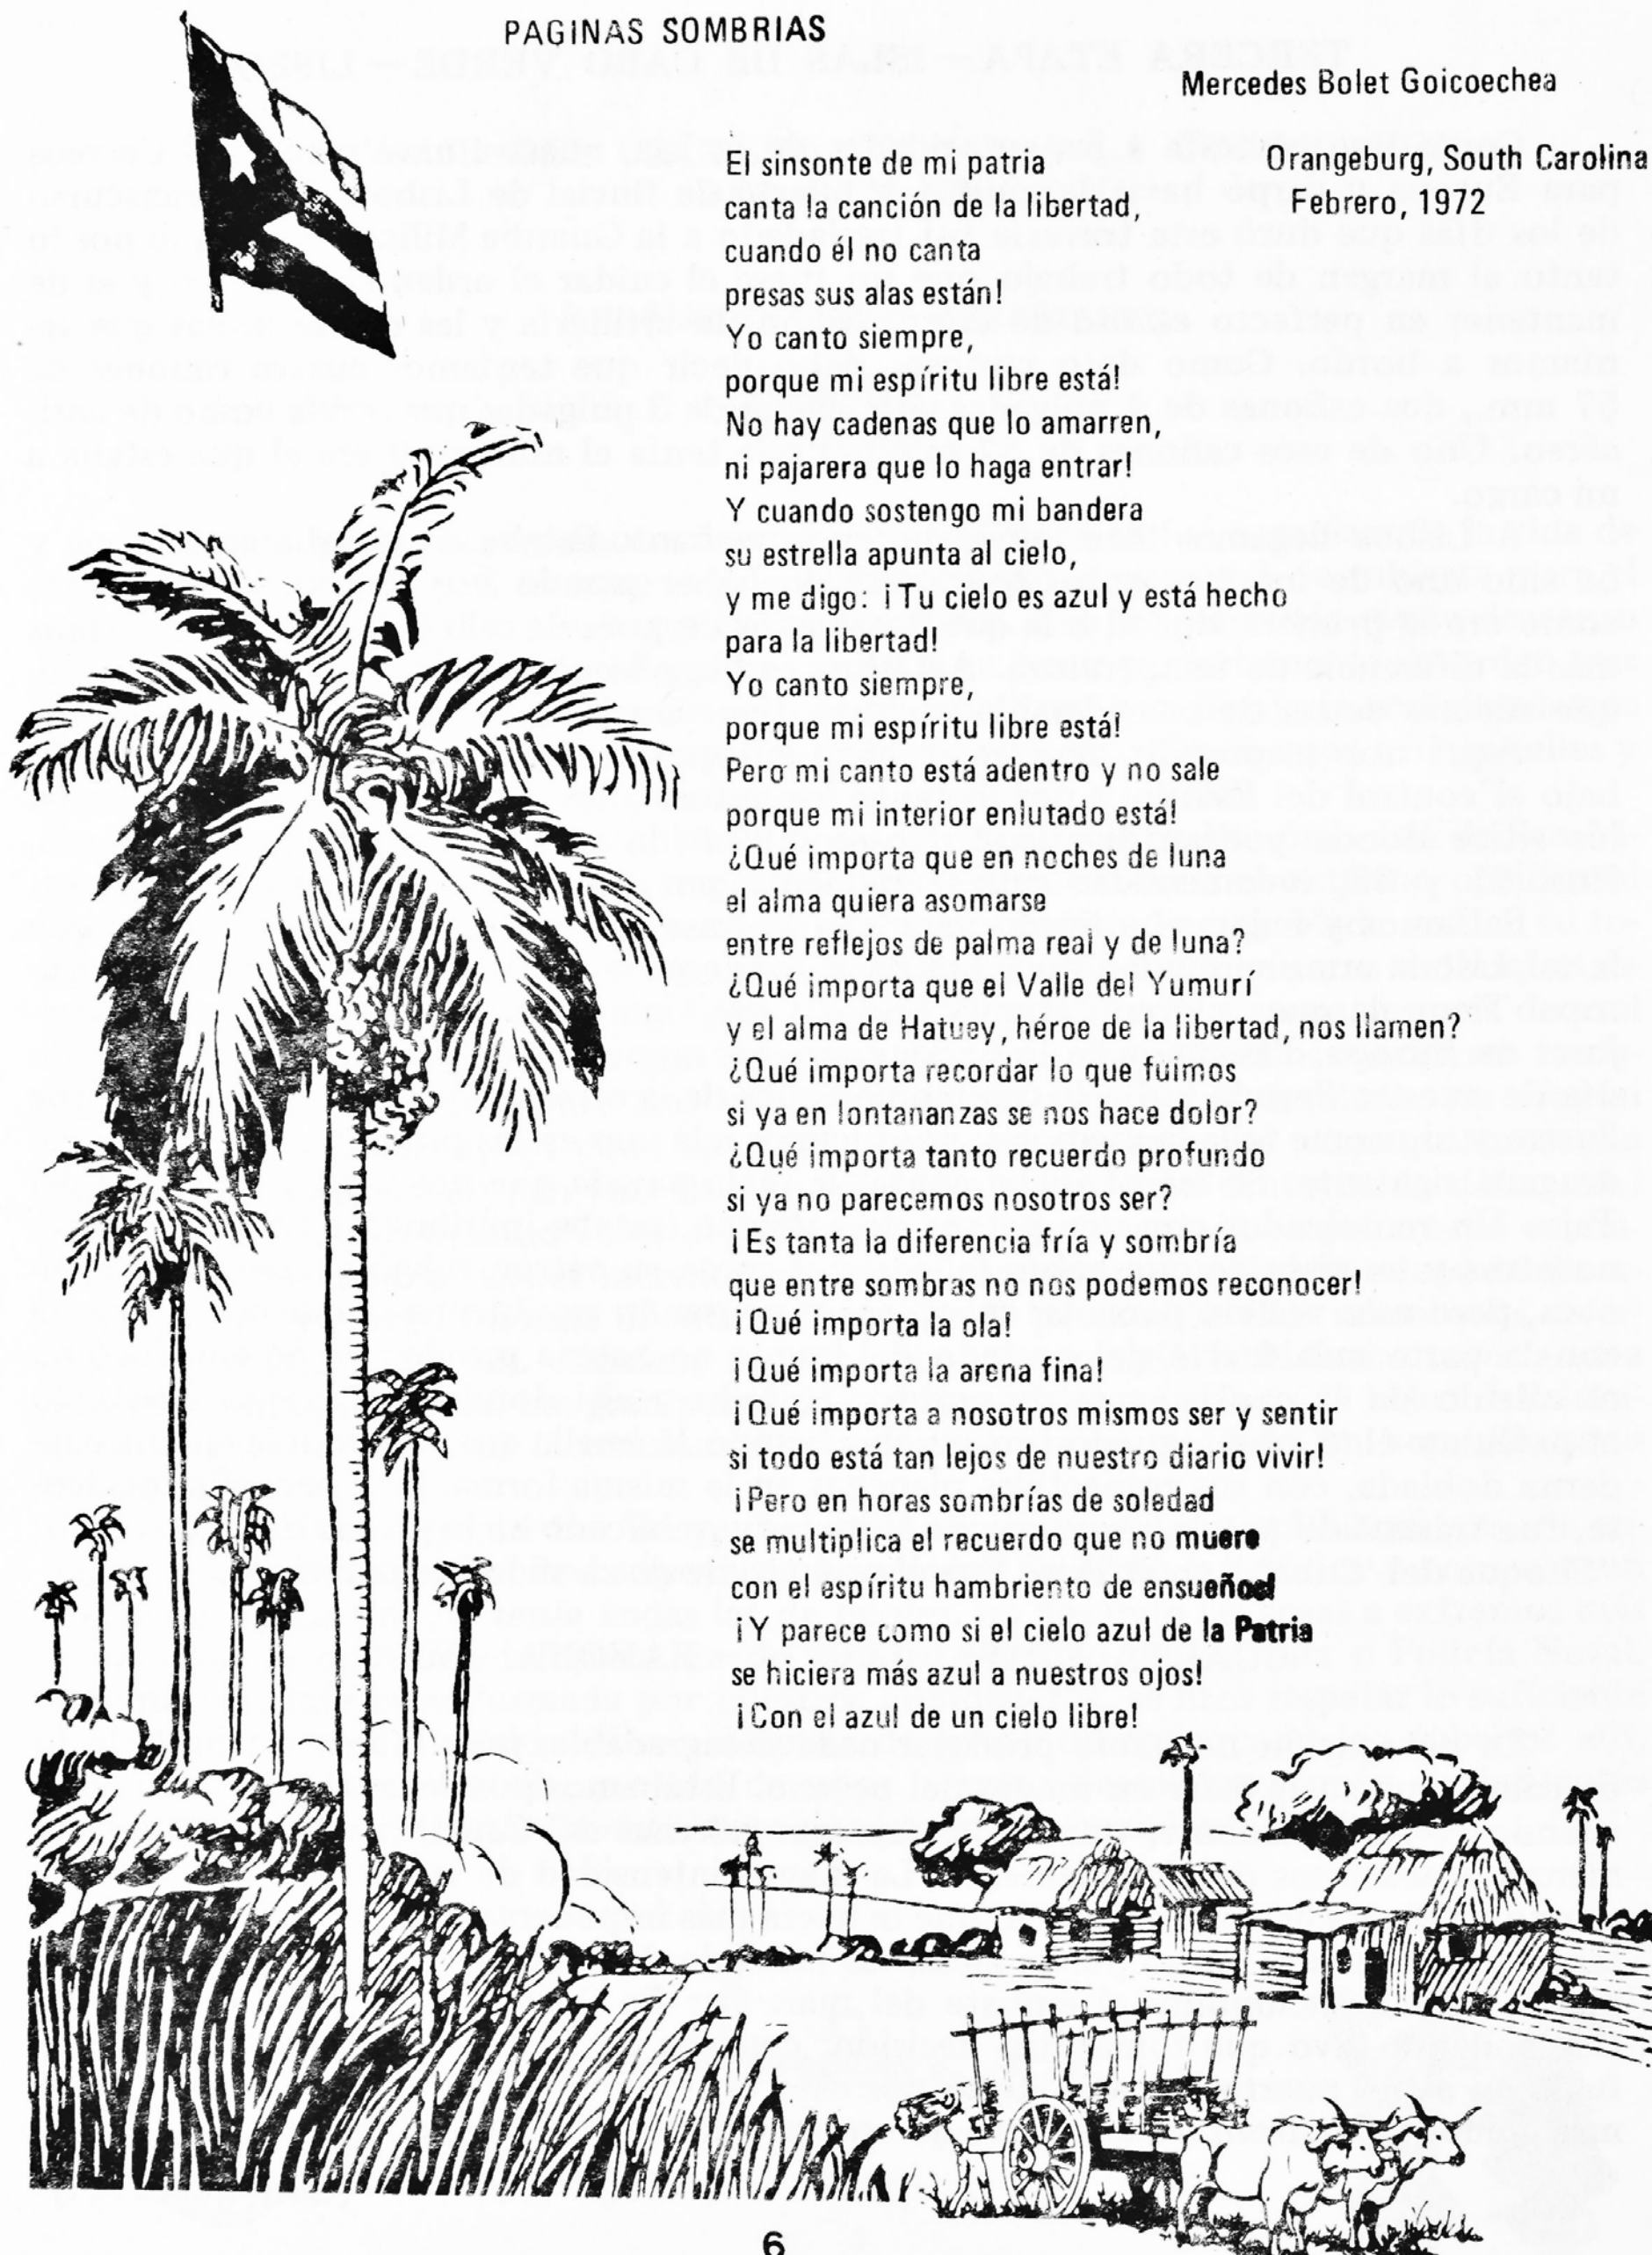 PAGINAS SOMBRIAS
Mercedes Bolet Goicoechea
Orangeburg, South Carolina
Febrero, 1972
El sinsonte de mi patria
canta la canción de la libertad,
cuando él no canta
presas sus alas están!
Yo canto siempre,
porque mi espíritu libre está!
No hay cadenas que lo amarren,
ni pajarera que lo haga entrar!
Y cuando sostengo mi bandera
su estrella apunta al cielo,
y me digo: ¡Tu cielo es azul y está hecho
para la libertad!
Yo canto siempre,
porque mi espíritu libre está!
Pero mi canto está adentro y no sale
porque mi interior enlutado está!
¿Qué importa que en noches de luna
el alma quiera asomarse
entre reflejos de palma real y de luna?
¿Qué importa que el Valle del Yumurí
y el alma de Hatuey, héroe de la libertad, nos llamen?
¿Qué importa recordar lo que fuimos
si ya en lontananzas se nos hace dolor?
¿Qué importa tanto recuerdo profundo
si ya no parecemos nosotros ser?
¡Es tanta la diferencia fría y sombría
que entre sombras no nos podemos reconocer!
¡Qué importa la ola!
¡Qué importa la arena fina!
¡Qué importa a nosotros mismos ser y sentir
si todo está tan lejos de nuestro diario vivir!
¡Pero en horas sombrías de soledad
se multiplica el recuerdo que no muere
con el espíritu hambriento de ensueños!
¡Y parece como si el cielo azul de la Patria
se hiciera más azul a nuestros ojos!
¡Con el azul de un cielo libre!
6